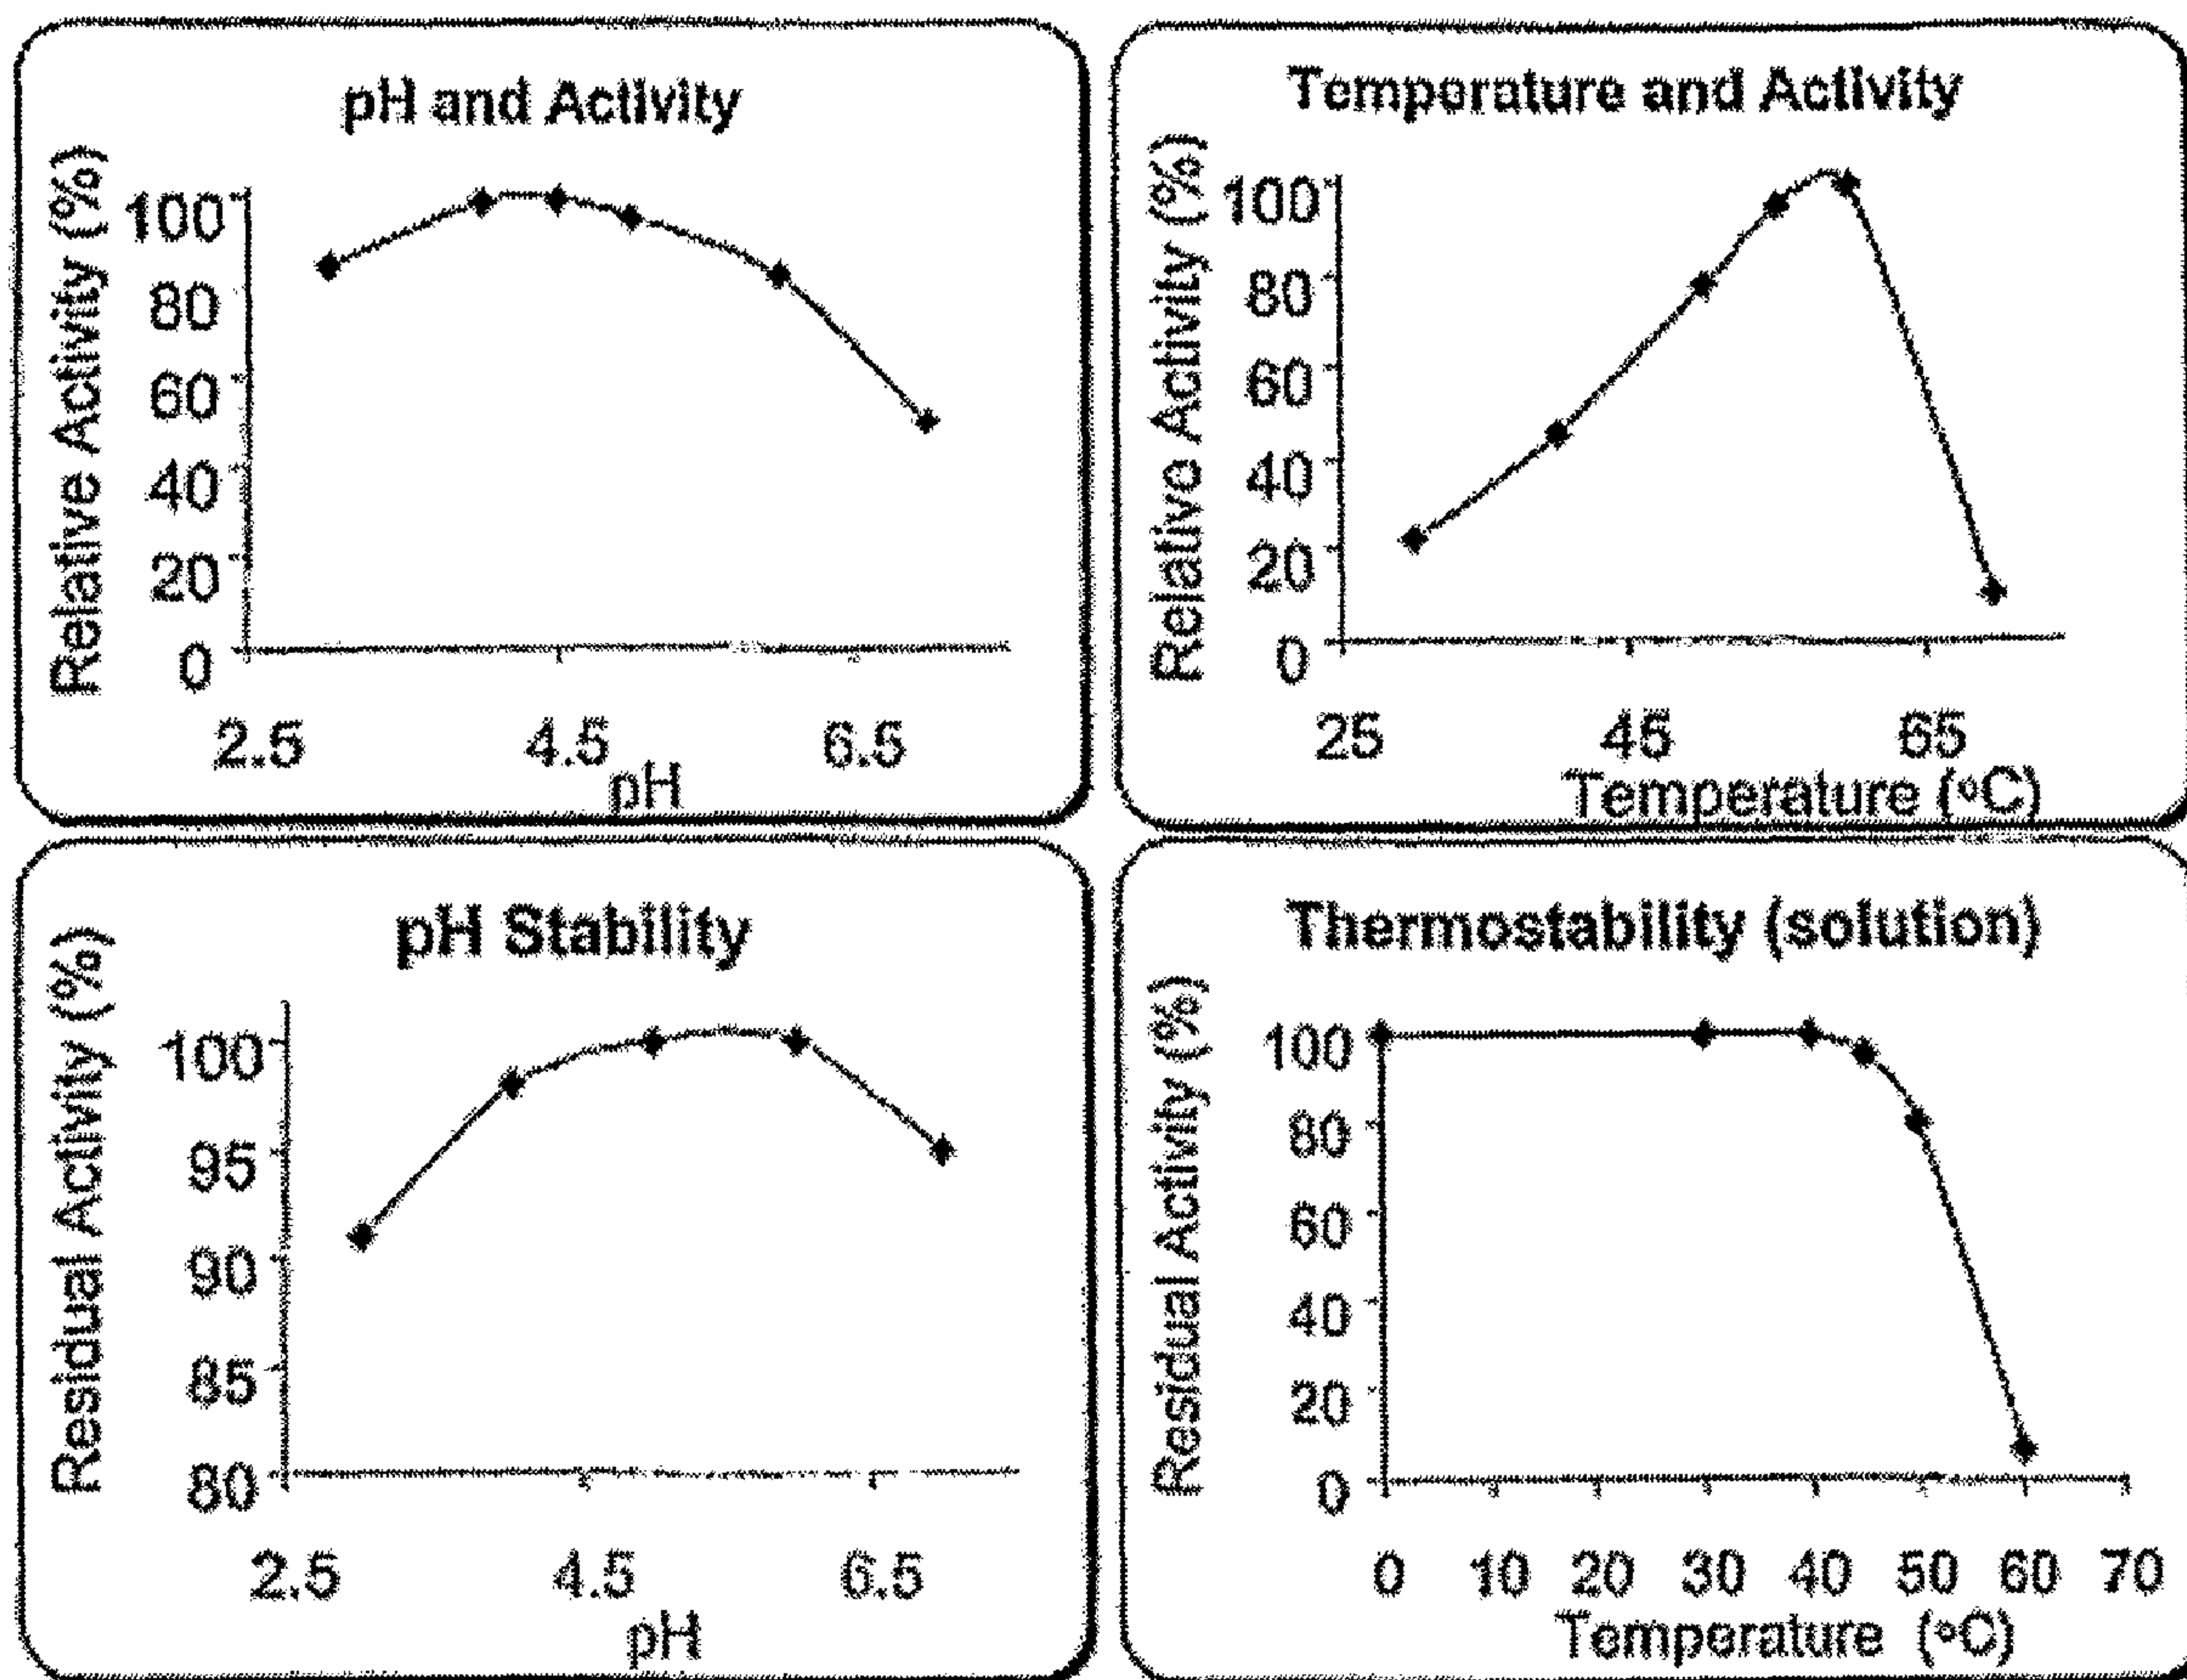 pH and Activity
Relative Activity (%)
100
80
60
40
20
0
2.5 4.5 6.5
pH
Temperature and Activity
Relative Activity (%)
100
80
60
40
20
0
25 45 65
Temperature (°C)
pH Stability
Residual Activity (%)
100
95
90
85
80
2.5 4.5 6.5
pH
Thermostability (solution)
Residual Activity (%)
100
80
60
40
20
0
0 10 20 30 40 50 60 70
Temperature (°C)